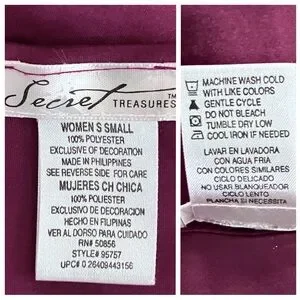 Secret
TREASURES™
WOMEN'S SMALL
100% POLYESTER
EXCLUSIVE OF DECORATION
MADE IN PHILIPPINES
SEE REVERSE SIDE FOR CARE
MUJERES CH CHICA
100% POLIESTER
EXCLUSIVO DE DECORACION
HECHO EN FILIPINAS
VER AL DORSO PARA CUIDADO
RN# 50856
STYLE# 95757
UPC# 0 26409443156
MACHINE WASH COLD
WITH LIKE COLORS
GENTLE CYCLE
DO NOT BLEACH
TUMBLE DRY LOW
COOL IRON IF NEEDED
LAVAR EN LAVADORA
CON AGUA FRIA
CON COLORES SIMILARES
CICLO DELICADO
NO USAR BLANQUEADOR
CICLO LENTO
PLANCHA SI NECESSITA